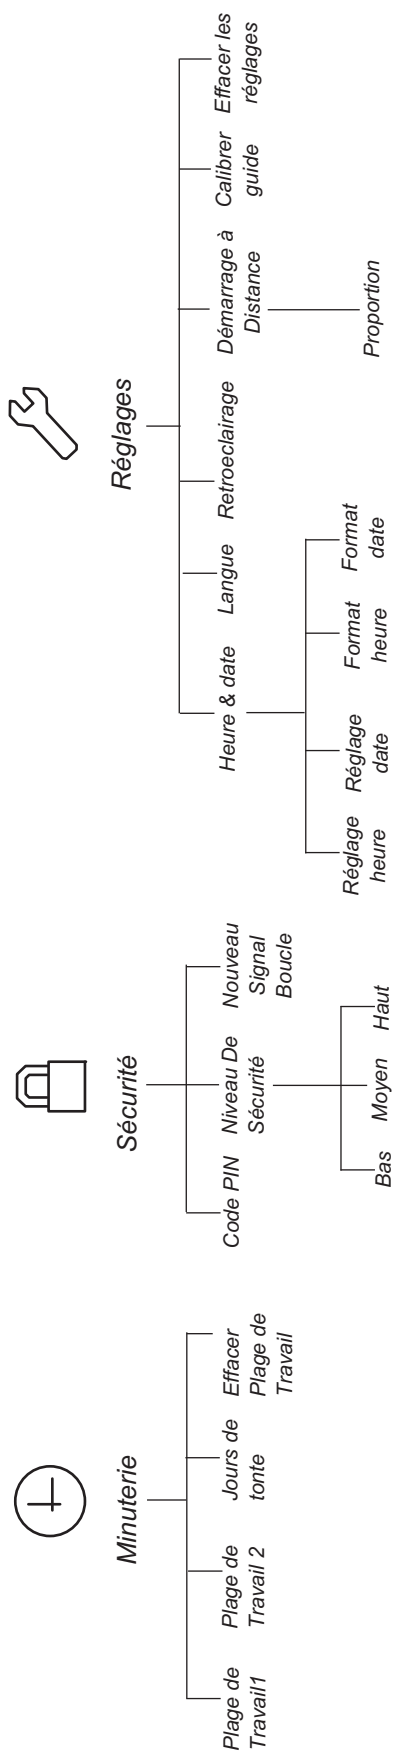 Minuterie
Plage de
Travail1
Plage de
Travail 2
Jours de
tonte
Effacer
Plage de
Travail
Sécurité
Code PIN
Niveau De
Sécurité
Nouveau
Signal
Boucle
Bas
Moyen
Haut
Réglages
Heure & date
Langue
Retroeclairage
Démarrage à
Distance
Calibrer
guide
Effacer les
réglages
Réglage
heure
Réglage
date
Format
heure
Format
date
Proportion